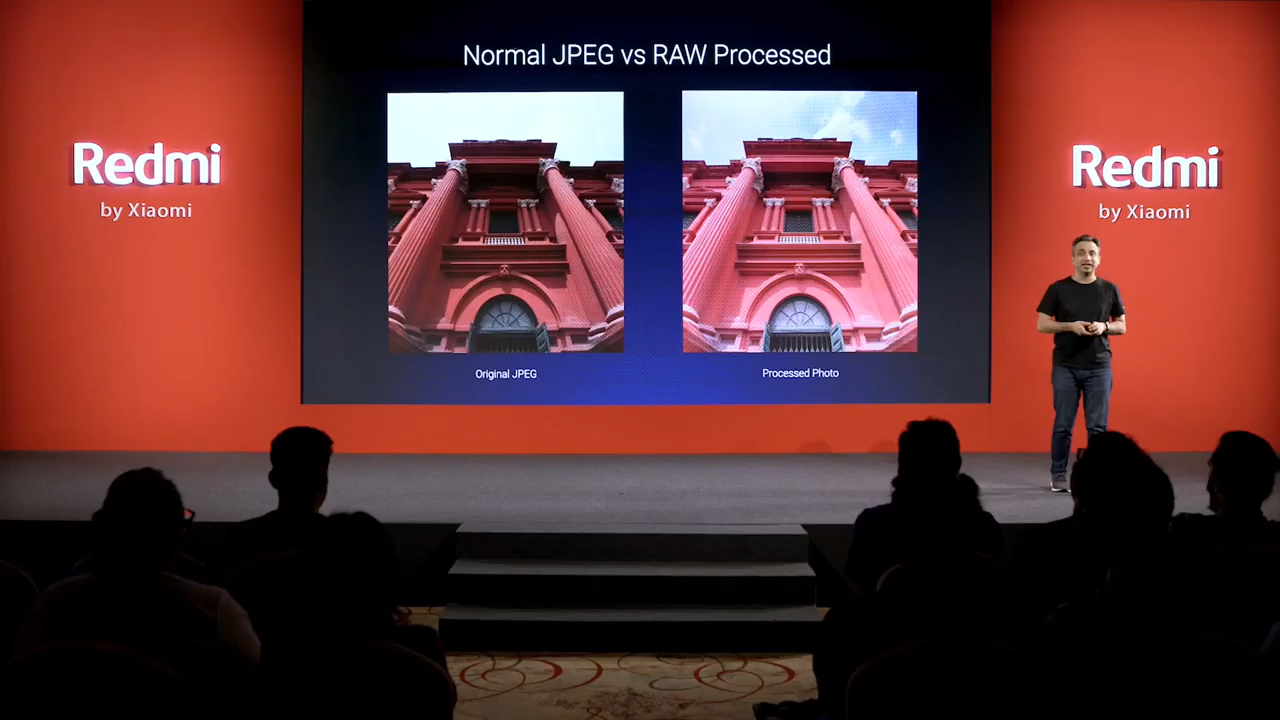 Normal JPEG vs RAW Processed
Redmi
by Xiaomi
Redmi
by Xiaomi
Original JPEG
Processed Photo